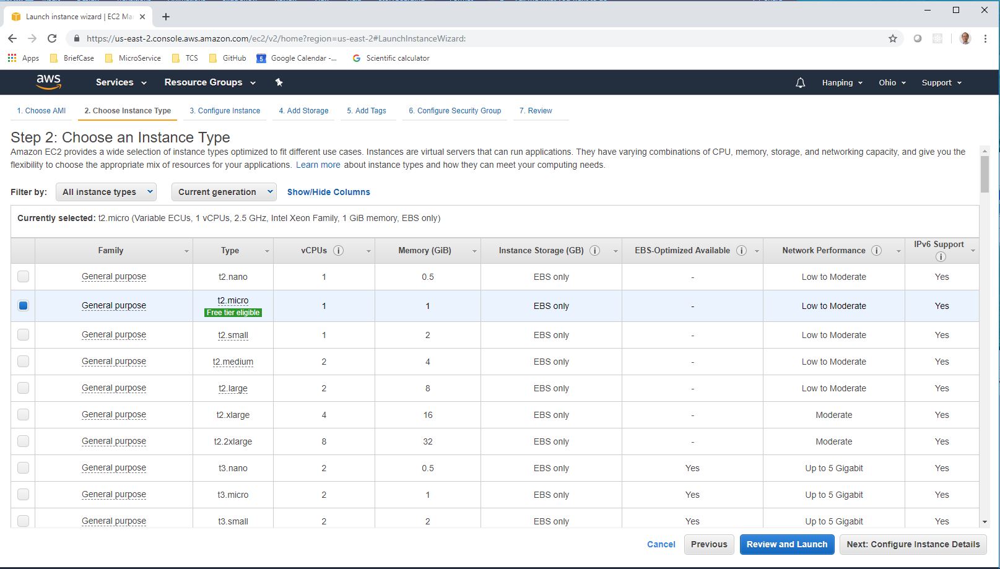 Launch instance wizard | EC2 Ma
https://us-east-2.console.aws.amazon.com/ec2/v2/home?region=us-east-2#LaunchInstanceWizard:
Apps BriefCase MicroService TCS GitHub 5 Google Calendar -... G Scientific calculator
aws Services Resource Groups Hanping Ohio Support
1. Choose AMI 2. Choose Instance Type 3. Configure Instance 4. Add Storage 5. Add Tags 6. Configure Security Group 7. Review
Step 2: Choose an Instance Type
Amazon EC2 provides a wide selection of instance types optimized to fit different use cases. Instances are virtual servers that can run applications. They have varying combinations of CPU, memory, storage, and networking capacity, and give you the
flexibility to choose the appropriate mix of resources for your applications. Learn more about instance types and how they can meet your computing needs.
Filter by: All instance types Current generation Show/Hide Columns
Currently selected: t2.micro (Variable ECUs, 1 vCPUs, 2.5 GHz, Intel Xeon Family, 1 GiB memory, EBS only)
Family Type vCPUs i Memory (GiB) Instance Storage (GB) i EBS-Optimized Available i Network Performance i IPv6 Support i
General purpose t2.nano 1 0.5 EBS only - Low to Moderate Yes
General purpose t2.micro 1 1 EBS only - Low to Moderate Yes
Free tier eligible
General purpose t2.small 1 2 EBS only - Low to Moderate Yes
General purpose t2.medium 2 4 EBS only - Low to Moderate Yes
General purpose t2.large 2 8 EBS only - Low to Moderate Yes
General purpose t2.xlarge 4 16 EBS only - Moderate Yes
General purpose t2.2xlarge 8 32 EBS only - Moderate Yes
General purpose t3.nano 2 0.5 EBS only Yes Up to 5 Gigabit Yes
General purpose t3.micro 2 1 EBS only Yes Up to 5 Gigabit Yes
General purpose t3.small 2 2 EBS only Yes Up to 5 Gigabit Yes
Cancel Previous Review and Launch Next: Configure Instance Details